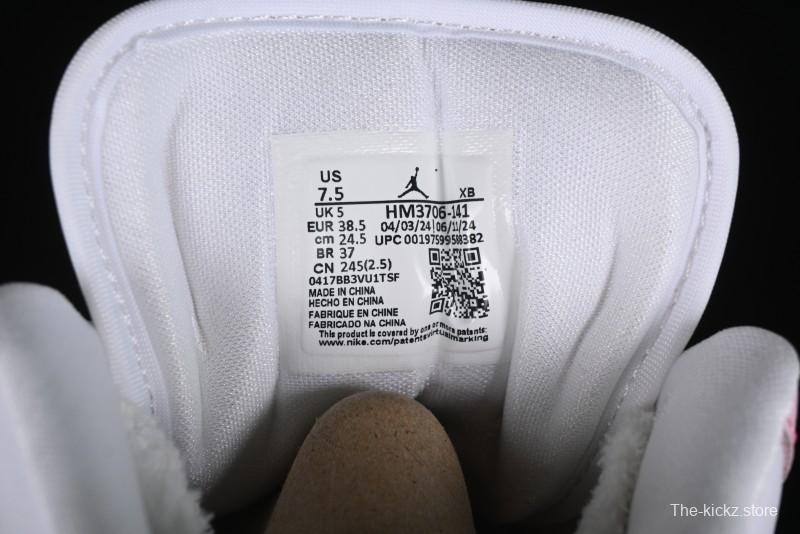 US
7.5 XB
UK 5 HM3706-141
EUR 38.5 04/03/24 06/11/24
cm 24.5 UPC 00197599588382
BR 37
CN 245(2.5)
0417BB3VU1TSF
MADE IN CHINA
HECHO EN CHINA
FABRIQUE EN CHINE
FABRICADO NA CHINA
This product is covered by one or more patents:
www.nike.com/patentsvirtualmarking
The-kickz.store